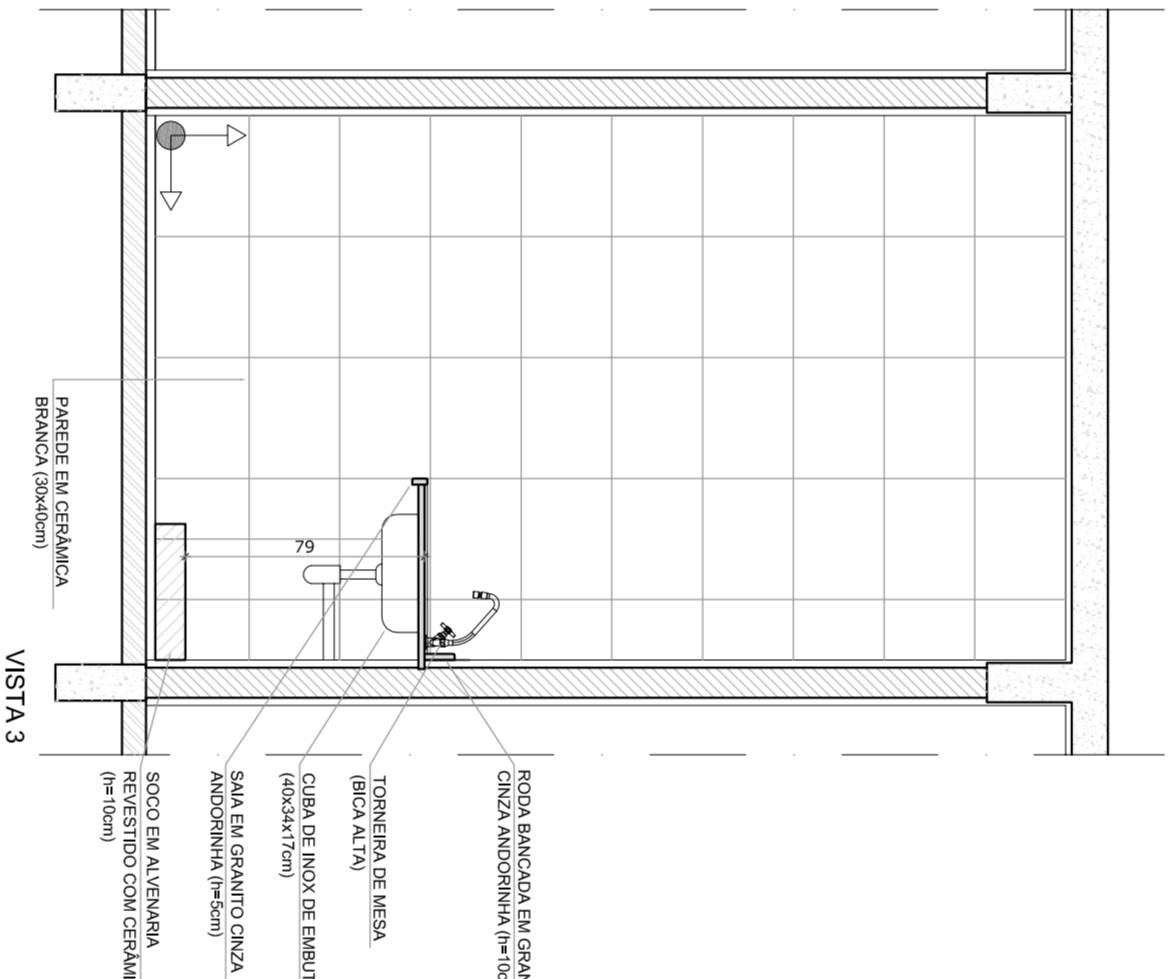 RODA BANCADA EM GRAN
CINZA ANDORINHA (h=10c
TORNEIRA DE MESA
(BICA ALTA)
CUBA DE INOX DE EMBUT
(40x34x17cm)
SAIA EM GRANITO CINZA
ANDORINHA (h=5cm)
SOCO EM ALVENARIA
REVESTIDO COM CERÂMI
(h=10cm)
79
PAREDE EM CERÂMICA
BRANCA (30x40cm)
VISTA 3